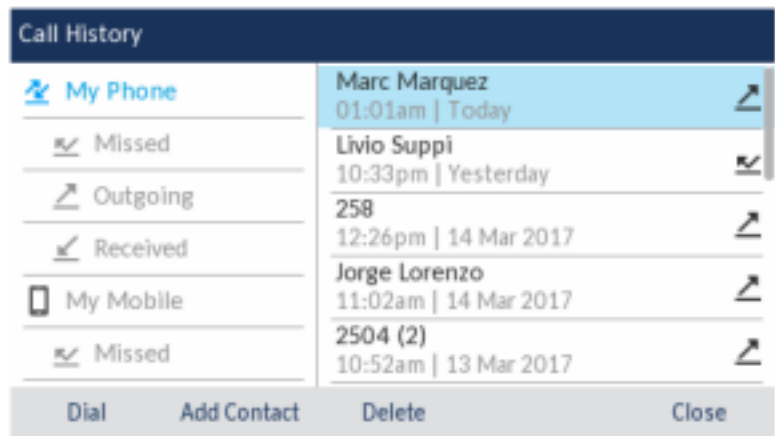 Call History
My Phone
Missed
Outgoing
Received
My Mobile
Missed
Marc Marquez
01:01am | Today
Livio Suppi
10:33pm | Yesterday
258
12:26pm | 14 Mar 2017
Jorge Lorenzo
11:02am | 14 Mar 2017
2504 (2)
10:52am | 13 Mar 2017
Dial Add Contact Delete Close